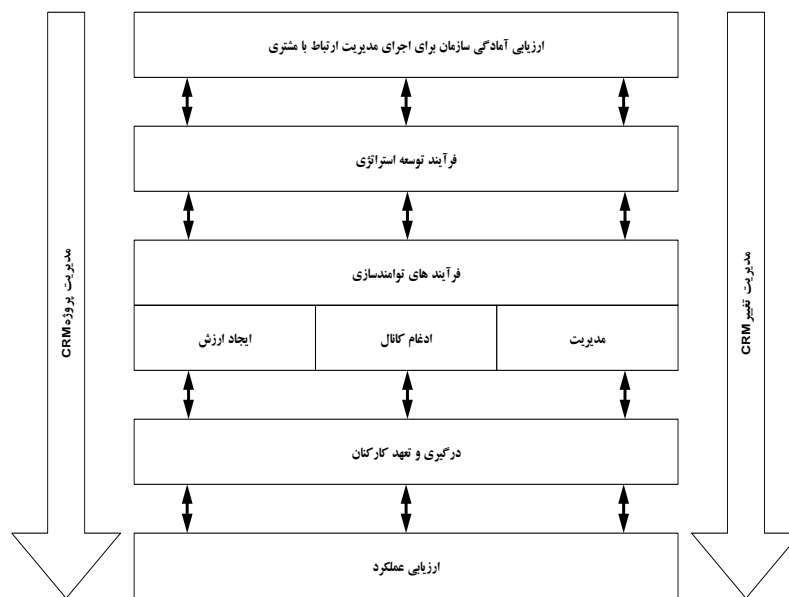 ارزیابی آمادگی سازمان برای اجرای مدیریت ارتباط با مشتری
فرآیند توسعه استراتژی
فرآیند های توامندسازی
مدیریت
ادغام کانال
ایجاد ارزش
درگیری و تعهد کارکنان
ارزیابی عملکرد
مدیریت تغییر CRM
مدیریت پروژه CRM